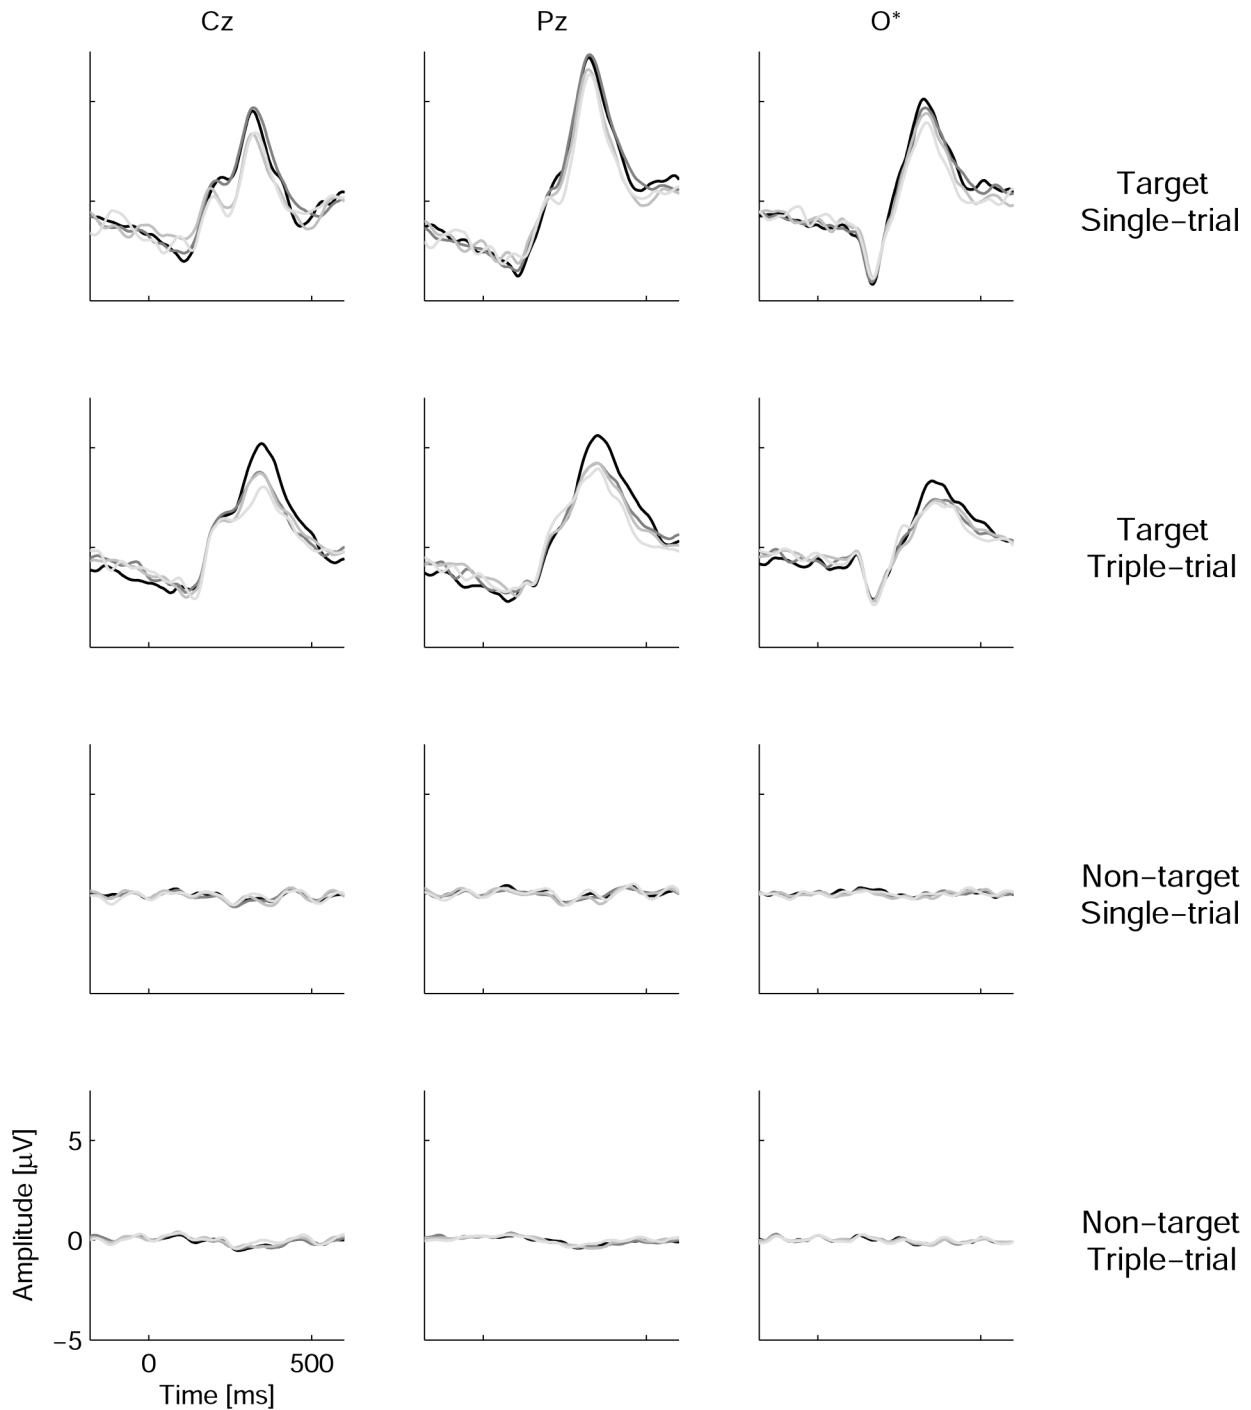 Cz
Pz
O*
Target
Single−trial
Target
Triple−trial
Non−target
Single−trial
Non−target
Triple−trial
Amplitude [μV]
5
0
−5
0
500
Time [ms]